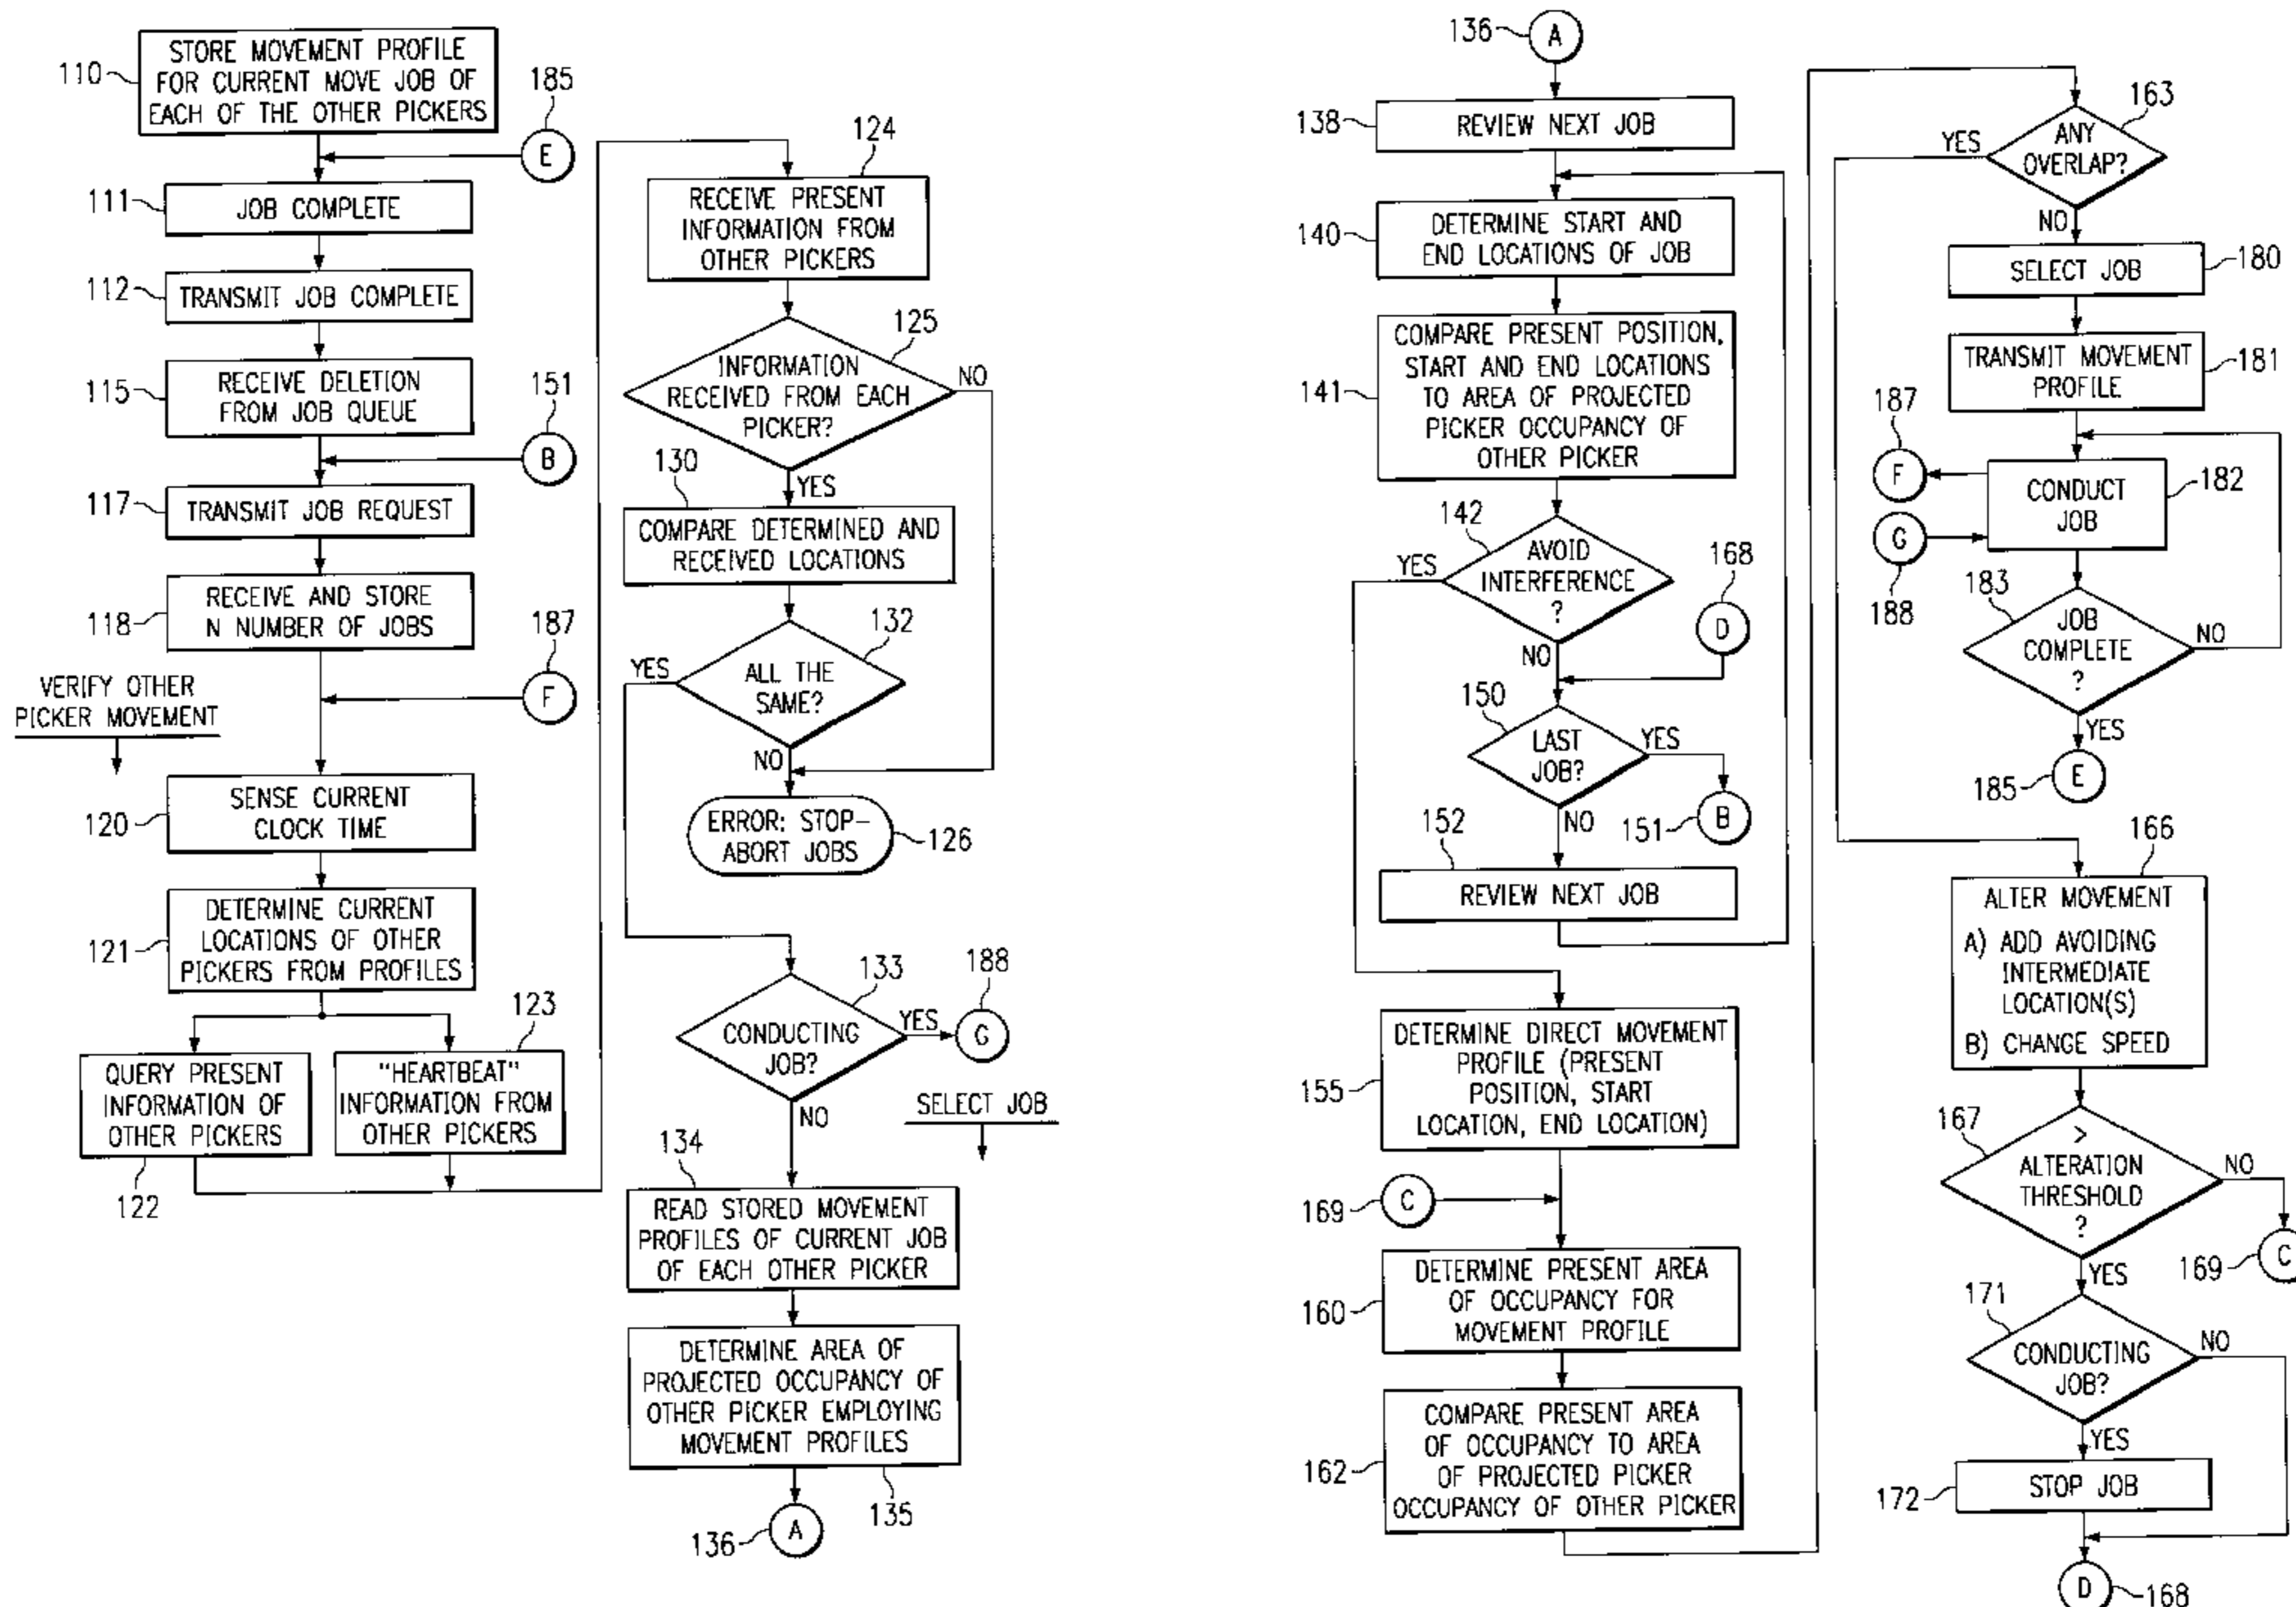 STORE MOVEMENT PROFILE
FOR CURRENT MOVE JOB OF
EACH OF THE OTHER PICKERS
110
185
E
111
JOB COMPLETE
112
TRANSMIT JOB COMPLETE
115
RECEIVE DELETION
FROM JOB QUEUE
151
B
117
TRANSMIT JOB REQUEST
118
RECEIVE AND STORE
N NUMBER OF JOBS
187
F
VERIFY OTHER
PICKER MOVEMENT
120
SENSE CURRENT
CLOCK TIME
121
DETERMINE CURRENT
LOCATIONS OF OTHER
PICKERS FROM PROFILES
123
QUERY PRESENT
INFORMATION OF
OTHER PICKERS
122
"HEARTBEAT"
INFORMATION FROM
OTHER PICKERS
124
RECEIVE PRESENT
INFORMATION FROM
OTHER PICKERS
125
INFORMATION
RECEIVED FROM EACH
PICKER?
NO
YES
130
COMPARE DETERMINED AND
RECEIVED LOCATIONS
132
YES
ALL THE
SAME?
NO
ERROR: STOP-
ABORT JOBS
126
133
188
CONDUCTING
JOB?
YES
G
NO
SELECT JOB
134
READ STORED MOVEMENT
PROFILES OF CURRENT JOB
OF EACH OTHER PICKER
DETERMINE AREA OF
PROJECTED OCCUPANCY OF
OTHER PICKER EMPLOYING
MOVEMENT PROFILES
135
136
A
136
A
138
REVIEW NEXT JOB
140
DETERMINE START AND
END LOCATIONS OF JOB
141
COMPARE PRESENT POSITION,
START AND END LOCATIONS
TO AREA OF PROJECTED
PICKER OCCUPANCY OF
OTHER PICKER
142
YES
AVOID
INTERFERENCE
?
NO
168
D
150
LAST
JOB?
YES
NO
151
B
152
REVIEW NEXT JOB
155
DETERMINE DIRECT MOVEMENT
PROFILE (PRESENT
POSITION, START
LOCATION, END LOCATION)
169
C
160
DETERMINE PRESENT AREA
OF OCCUPANCY FOR
MOVEMENT PROFILE
162
COMPARE PRESENT AREA
OF OCCUPANCY TO AREA
OF PROJECTED PICKER
OCCUPANCY OF OTHER PICKER
163
YES
ANY
OVERLAP?
NO
SELECT JOB
180
TRANSMIT MOVEMENT
PROFILE
181
187
F
CONDUCT
JOB
182
G
188
183
JOB
COMPLETE
?
NO
YES
185
E
166
ALTER MOVEMENT
A) ADD AVOIDING
INTERMEDIATE
LOCATION(S)
B) CHANGE SPEED
167
>
ALTERATION
THRESHOLD
?
NO
YES
169
C
171
CONDUCTING
JOB?
NO
YES
172
STOP JOB
D
168